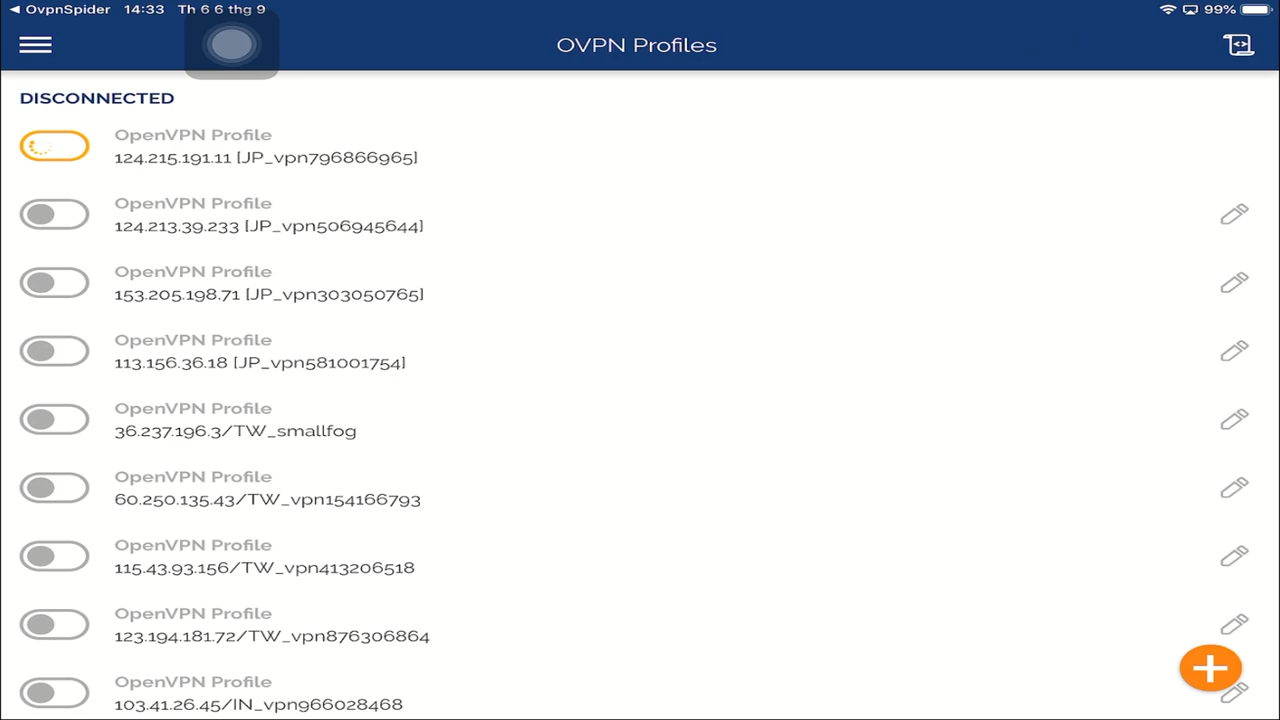 ◀ OvpnSpider 14:33 Th 6 6 thg 9 99%
OVPN Profiles
DISCONNECTED
OpenVPN Profile
124.215.191.11 [JP_vpn796866965]
OpenVPN Profile
124.213.39.233 [JP_vpn506945644]
OpenVPN Profile
153.205.198.71 [JP_vpn303050765]
OpenVPN Profile
113.156.36.18 [JP_vpn581001754]
OpenVPN Profile
36.237.196.3/TW_smallfog
OpenVPN Profile
60.250.135.43/TW_vpn154166793
OpenVPN Profile
115.43.93.156/TW_vpn413206518
OpenVPN Profile
123.194.181.72/TW_vpn876306864
OpenVPN Profile
103.41.26.45/IN_vpn966028468